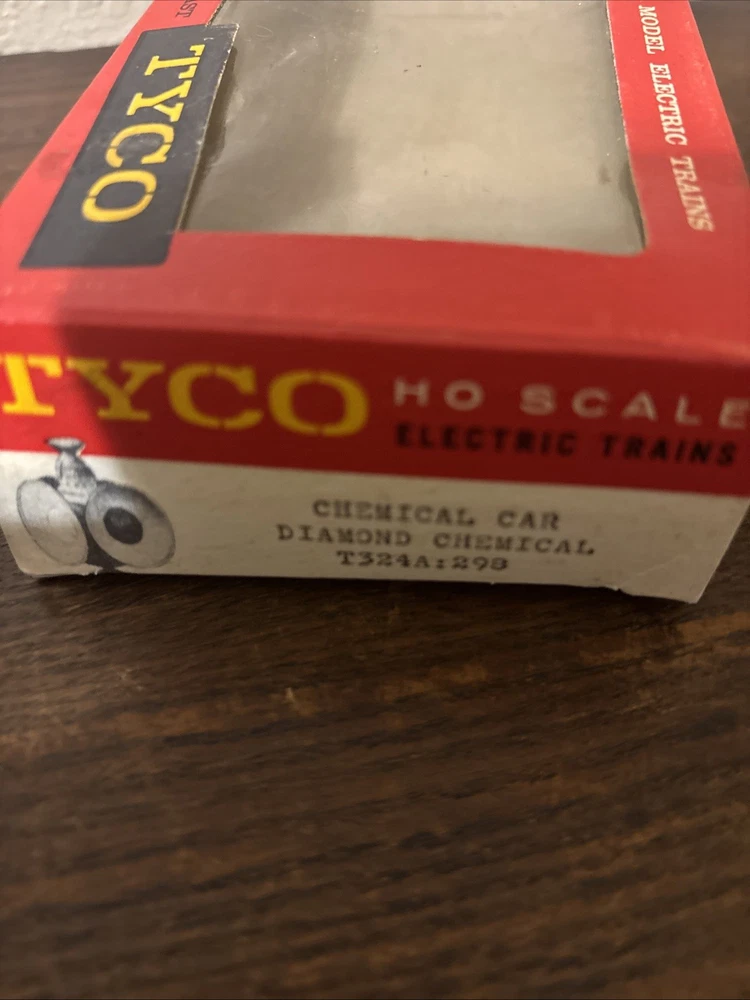 TYCO
MODEL ELECTRIC TRAINS
TYCO
HO SCALE
ELECTRIC TRAINS
CHEMICAL CAR
DIAMOND CHEMICAL
T324A:298